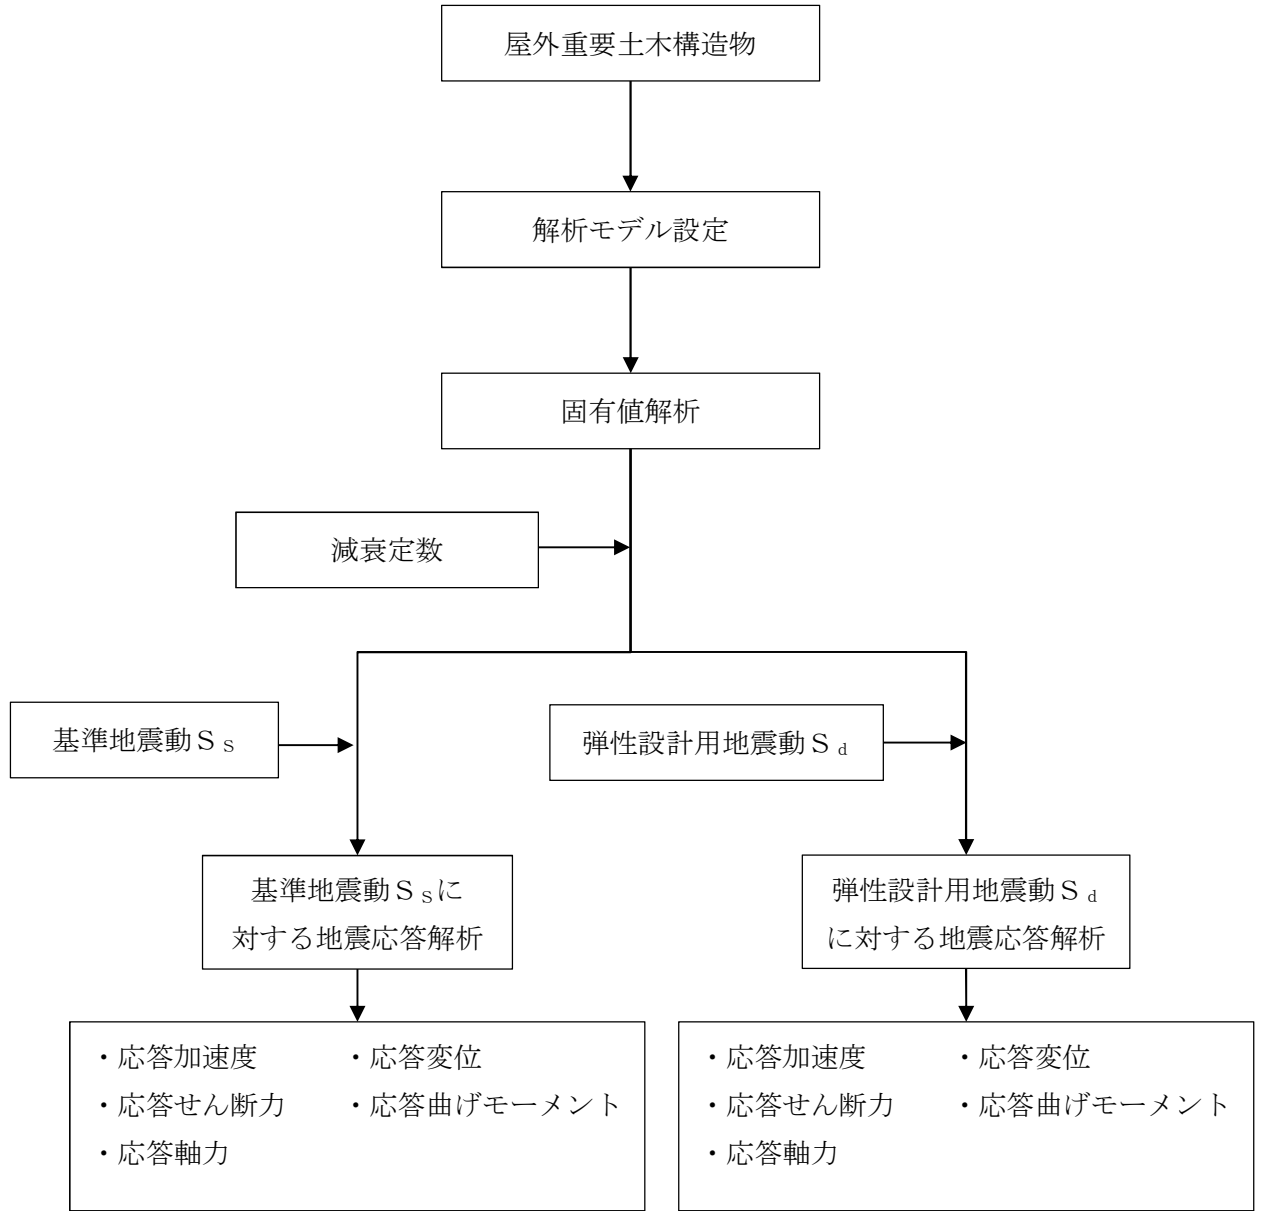 屋外重要土木構造物
解析モデル設定
固有値解析
減衰定数
基準地震動Ss
弾性設計用地震動Sd
基準地震動Ssに
対する地震応答解析
弾性設計用地震動Sd
に対する地震応答解析
・応答加速度 ・応答変位
・応答せん断力 ・応答曲げモーメント
・応答軸力
・応答加速度 ・応答変位
・応答せん断力 ・応答曲げモーメント
・応答軸力